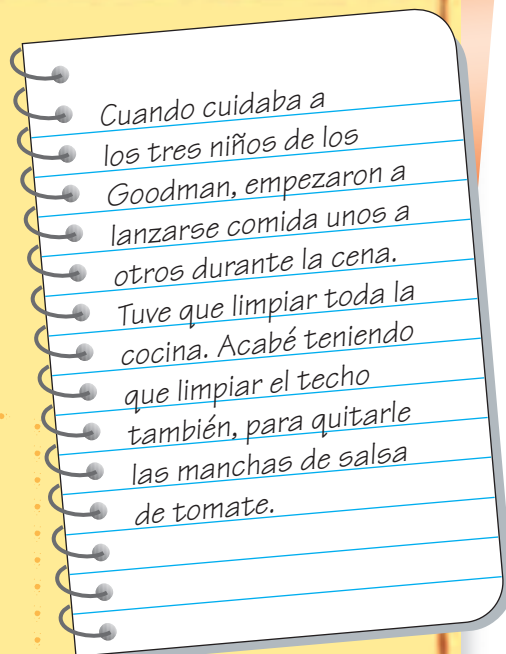 Cuando cuidaba a
los tres niños de los
Goodman, empezaron a
lanzarse comida unos a
otros durante la cena.
Tuve que limpiar toda la
cocina. Acabé teniendo
que limpiar el techo
también, para quitarle
las manchas de salsa
de tomate.